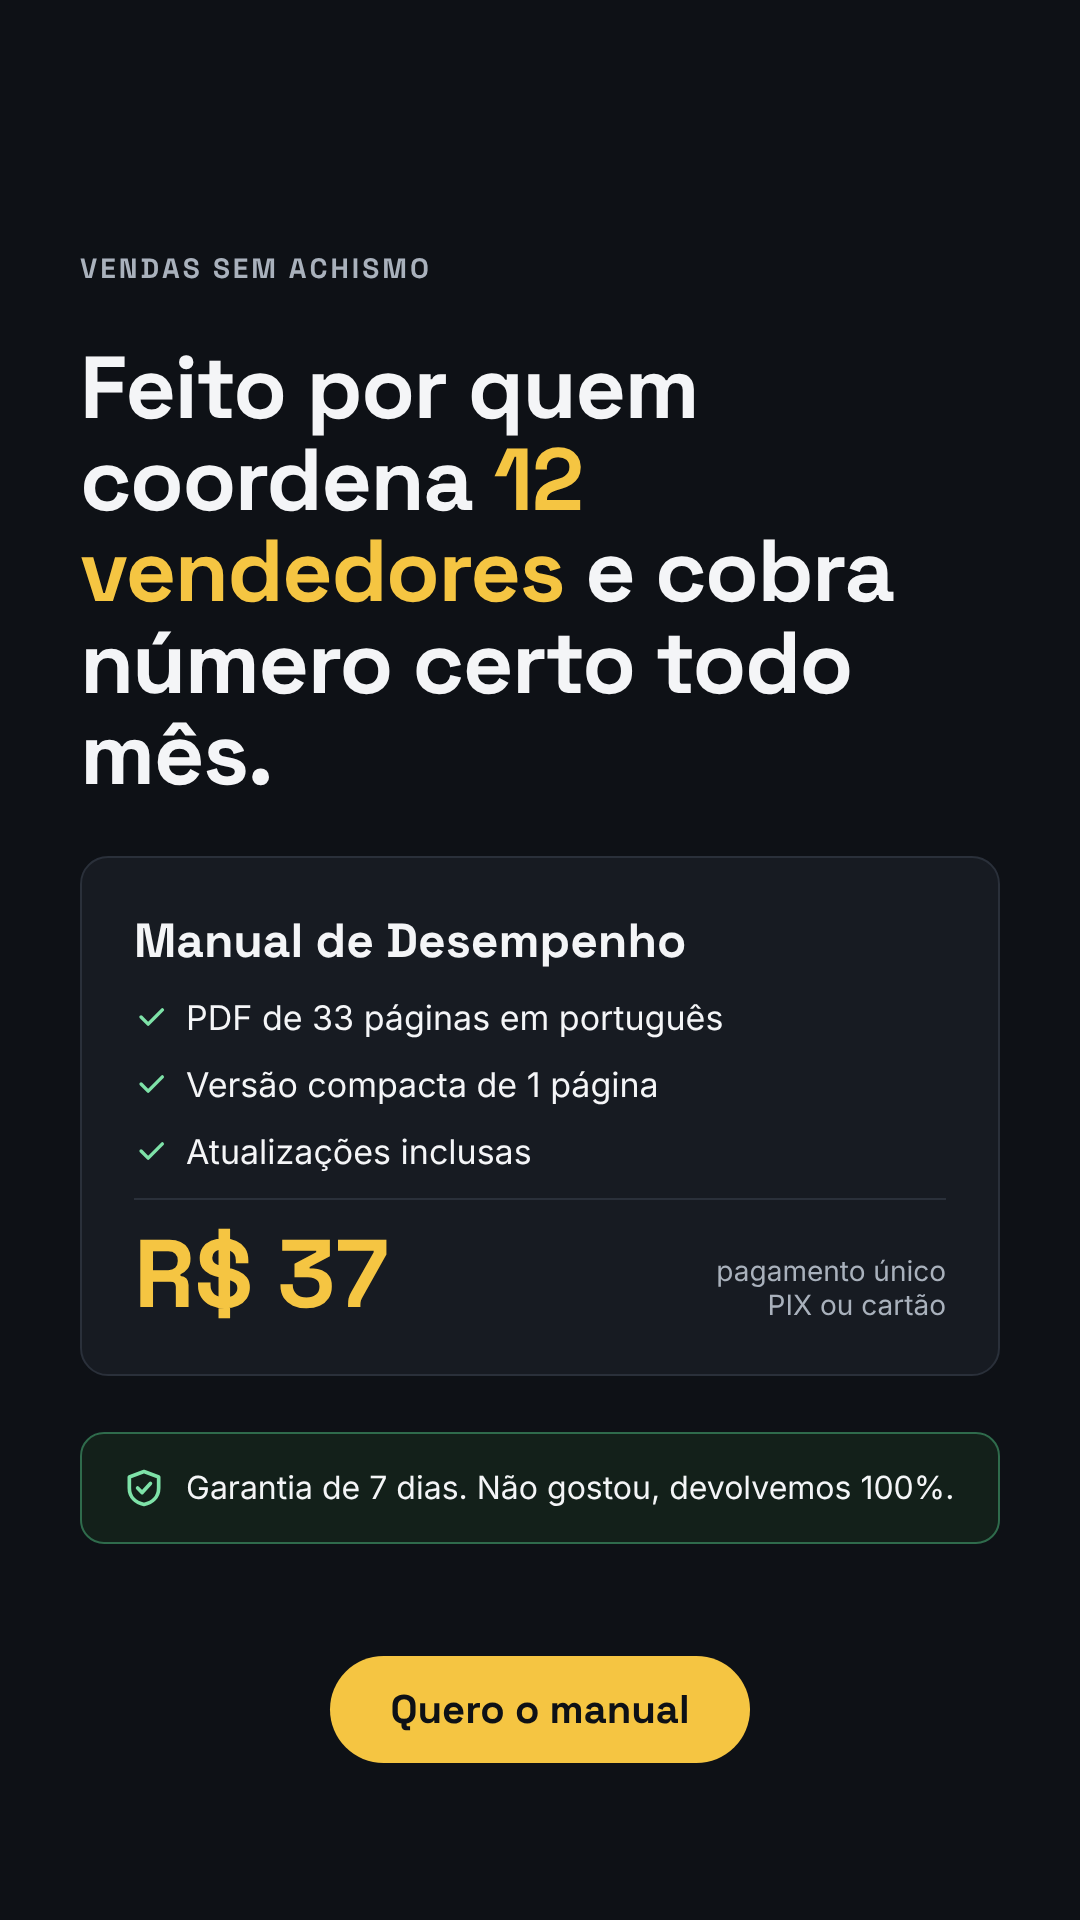 VENDAS SEM ACHISMO
Feito por quem
coordena 12
vendedores e cobra
número certo todo
mês.
Manual de Desempenho
PDF de 33 páginas em português
Versão compacta de 1 página
Atualizações inclusas
R$ 37
pagamento único
PIX ou cartão
Garantia de 7 dias. Não gostou, devolvemos 100%.
Quero o manual